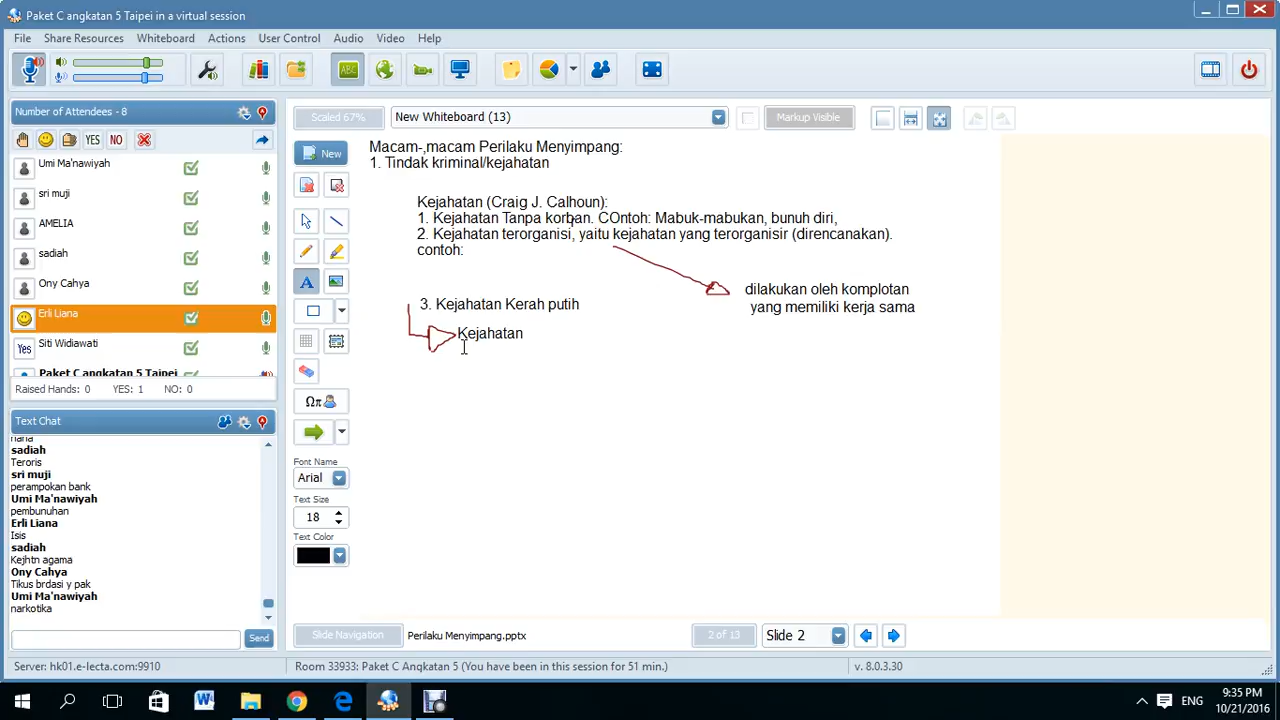 Paket C angkatan 5 Taipei in a virtual session
File Share Resources Whiteboard Actions User Control Audio Video Help
ABC
Number of Attendees - 8
YES NO
Umi Ma'nawiyah
sri muji
AMELIA
sadiah
Ony Cahya
Erli Liana
Yes Siti Widiawati
Paket C angkatan 5 Taipei
Raised Hands: 0 YES: 1 NO: 0
Text Chat
sadiah
Teroris
sri muji
perampokan bank
Umi Ma'nawiyah
pembunuhan
Erli Liana
Isis
sadiah
Kejhtn agama
Ony Cahya
Tikus brdasi y pak
Umi Ma'nawiyah
narkotika
Send
Scaled 67% New Whiteboard (13) Markup Visible
New
A
Ωπ
Font Name
Arial
Text Size
18
Text Color
Macam-,macam Perilaku Menyimpang:
1. Tindak kriminal/kejahatan
Kejahatan (Craig J. Calhoun):
1. Kejahatan Tanpa korban. COntoh: Mabuk-mabukan, bunuh diri,
2. Kejahatan terorganisi, yaitu kejahatan yang terorganisir (direncanakan).
contoh:
dilakukan oleh komplotan
yang memiliki kerja sama
3. Kejahatan Kerah putih
Kejahatan
Slide Navigation Perilaku Menyimpang.pptx 2 of 13 Slide 2
Server: hk01.e-lecta.com:9910 Room 33933: Paket C Angkatan 5 (You have been in this session for 51 min.) v. 8.0.3.30
ENG
9:35 PM
10/21/2016